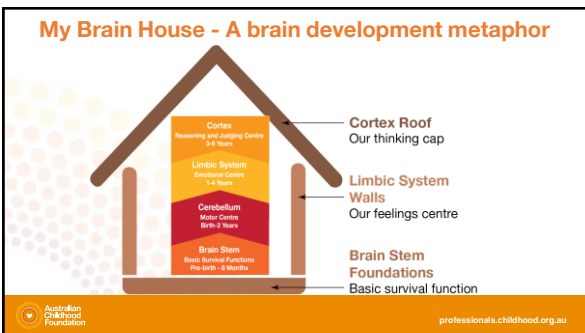 My Brain House - A brain development metaphor
Cortex
Reasoning and Judging Centre
3-6 Years
Limbic System
Emotional Centre
1-4 Years
Cerebellum
Motor Centre
Birth-2 Years
Brain Stem
Basic Survival Functions
Pre-birth - 8 Months
Cortex Roof
Our thinking cap
Limbic System
Walls
Our feelings centre
Brain Stem
Foundations
Basic survival function
Australian
Childhood
Foundation
professionals.childhood.org.au